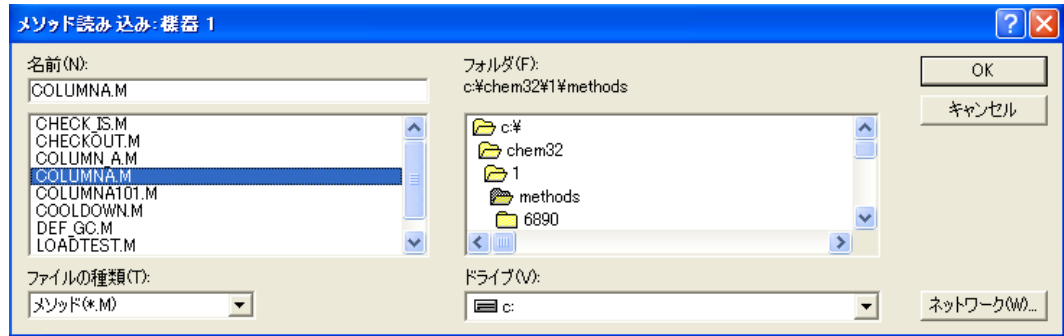 メソッド読み込み:機器 1
名前(N):
COLUMNA.M
CHECK_IS.M
CHECKOUT.M
COLUMN_A.M
COLUMNA.M
COLUMNA101.M
COOLDOWN.M
DEF_GC.M
LOADTEST.M
ファイルの種類(T):
メソッド(*.M)
フォルダ(F):
c:¥chem32¥1¥methods
c:¥
chem32
1
methods
6890
ドライブ(V):
c:
OK
キャンセル
ネットワーク(W)...